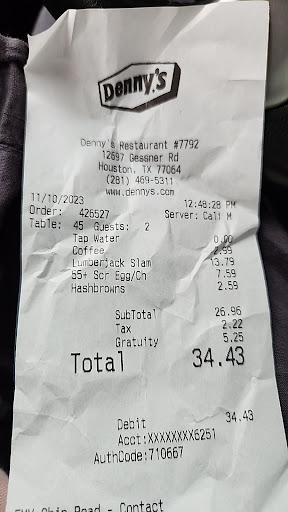 Denny's
Denny's Restaurant #7792
12697 Gessner Rd
Houston, TX 77064
(281) 469-5311
www.dennys.com
11/10/2023 12:48:28 PM
Order: 426527 Server: Cali M
Table: 45 Guests: 2
Tap Water 0.00
Coffee 2.99
Lumberjack Slam 13.79
55+ Scr Egg/Ch 7.59
Hashbrowns 2.59
SubTotal 26.96
Tax 2.22
Gratuity 5.25
Total 34.43
Debit 34.43
Acct:XXXXXXXX6251
AuthCode:710667
Chip Read - Contact